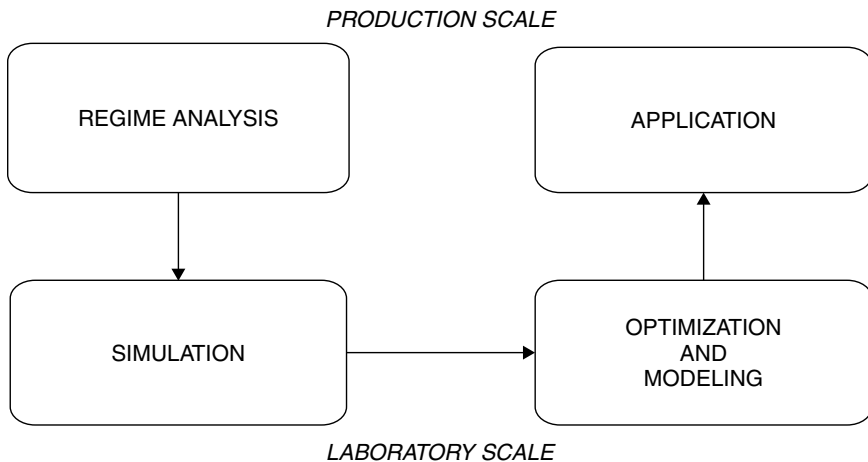 PRODUCTION SCALE
REGIME ANALYSIS
APPLICATION
SIMULATION
OPTIMIZATION
AND
MODELING
LABORATORY SCALE